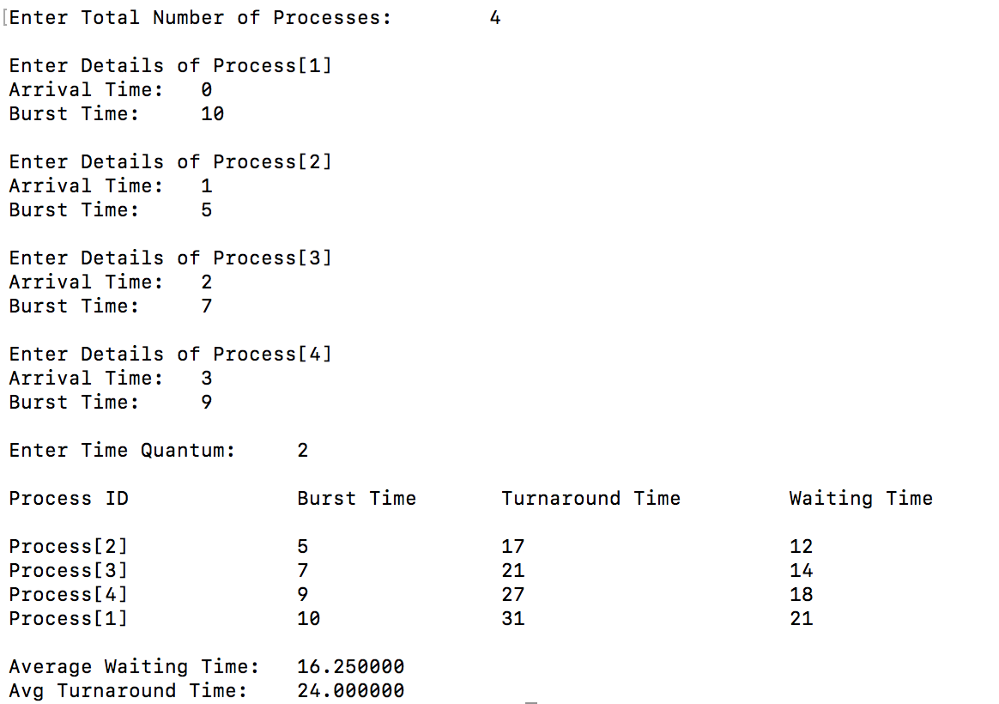 Enter Total Number of Processes: 4
Enter Details of Process[1]
Arrival Time: 0
Burst Time: 10
Enter Details of Process[2]
Arrival Time: 1
Burst Time: 5
Enter Details of Process[3]
Arrival Time: 2
Burst Time: 7
Enter Details of Process[4]
Arrival Time: 3
Burst Time: 9
Enter Time Quantum: 2
Process ID Burst Time Turnaround Time Waiting Time
Process[2] 5 17 12
Process[3] 7 21 14
Process[4] 9 27 18
Process[1] 10 31 21
Average Waiting Time: 16.250000
Avg Turnaround Time: 24.000000